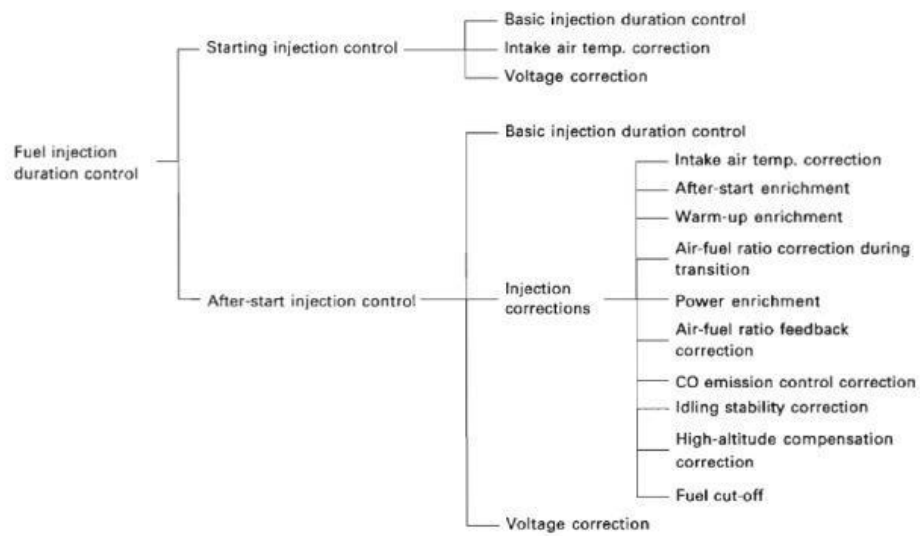 Basic injection duration control
Starting injection control
Intake air temp. correction
Voltage correction
Basic injection duration control
Fuel injection
duration control
Intake air temp. correction
After-start enrichment
Warm-up enrichment
Air-fuel ratio correction during
transition
After-start injection control
Injection
corrections
Power enrichment
Air-fuel ratio feedback
correction
CO emission control correction
Idling stability correction
High-altitude compensation
correction
Fuel cut-off
Voltage correction